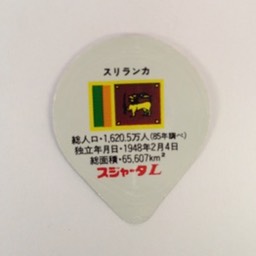 スリランカ
総人口・1,620.5万人(85年調べ)
独立年月日・1948年2月4日
総面積・65,607km²
スジャータL